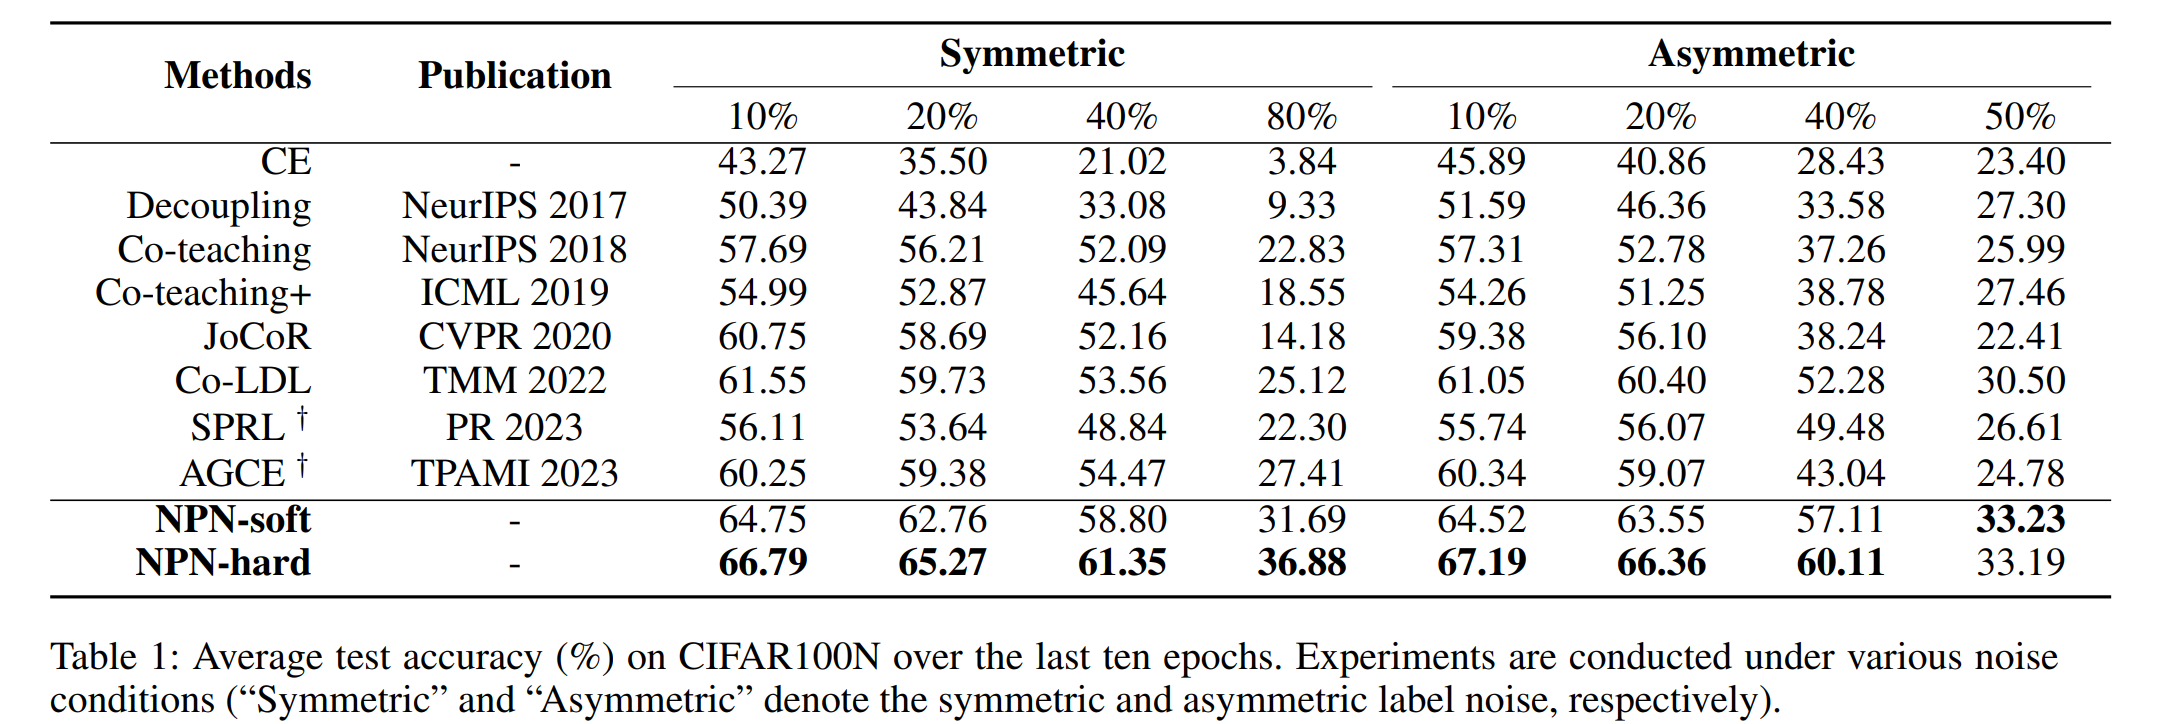 Methods Publication Symmetric Asymmetric
10% 20% 40% 80% 10% 20% 40% 50%
CE - 43.27 35.50 21.02 3.84 45.89 40.86 28.43 23.40
Decoupling NeurIPS 2017 50.39 43.84 33.08 9.33 51.59 46.36 33.58 27.30
Co-teaching NeurIPS 2018 57.69 56.21 52.09 22.83 57.31 52.78 37.26 25.99
Co-teaching+ ICML 2019 54.99 52.87 45.64 18.55 54.26 51.25 38.78 27.46
JoCoR CVPR 2020 60.75 58.69 52.16 14.18 59.38 56.10 38.24 22.41
Co-LDL TMM 2022 61.55 59.73 53.56 25.12 61.05 60.40 52.28 30.50
SPRL † PR 2023 56.11 53.64 48.84 22.30 55.74 56.07 49.48 26.61
AGCE † TPAMI 2023 60.25 59.38 54.47 27.41 60.34 59.07 43.04 24.78
NPN-soft - 64.75 62.76 58.80 31.69 64.52 63.55 57.11 33.23
NPN-hard - 66.79 65.27 61.35 36.88 67.19 66.36 60.11 33.19
Table 1: Average test accuracy (%) on CIFAR100N over the last ten epochs. Experiments are conducted under various noise
conditions (“Symmetric” and “Asymmetric” denote the symmetric and asymmetric label noise, respectively).